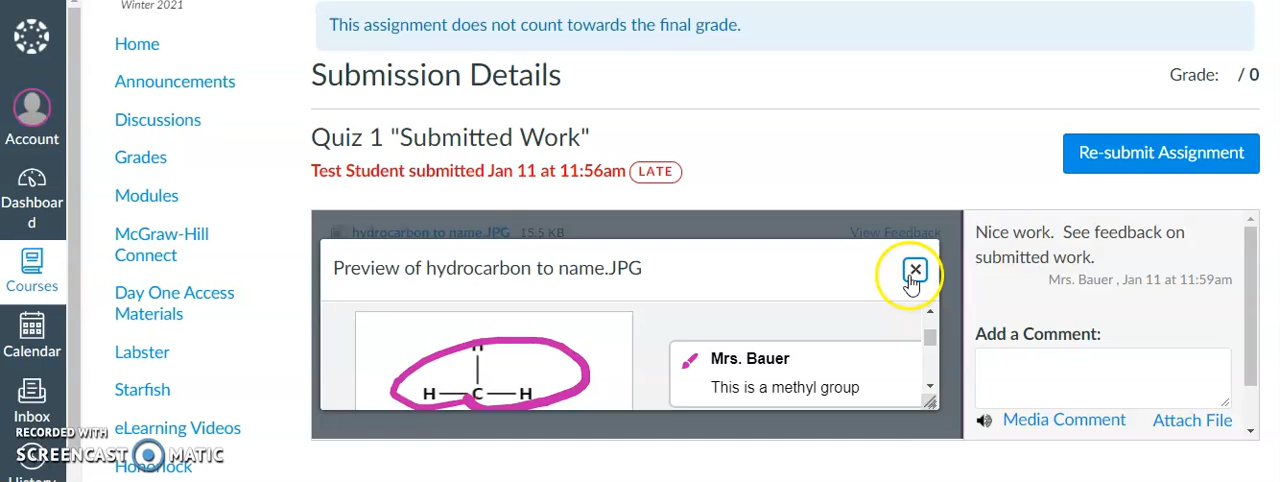 Winter 2021
Account
Dashboar
d
Courses
Calendar
Inbox
History
Home
Announcements
Discussions
Grades
Modules
McGraw-Hill
Connect
Day One Access
Materials
Labster
Starfish
eLearning Videos
Honorlock
This assignment does not count towards the final grade.
Submission Details
Grade: / 0
Quiz 1 "Submitted Work"
Test Student submitted Jan 11 at 11:56am LATE
Re-submit Assignment
hydrocarbon to name.JPG 15.5 KB View Feedback
Preview of hydrocarbon to name.JPG
H
H C H
Mrs. Bauer
This is a methyl group
Nice work. See feedback on
submitted work.
Mrs. Bauer , Jan 11 at 11:59am
Add a Comment:
Media Comment Attach File
RECORDED WITH
SCREENCAST MATIC